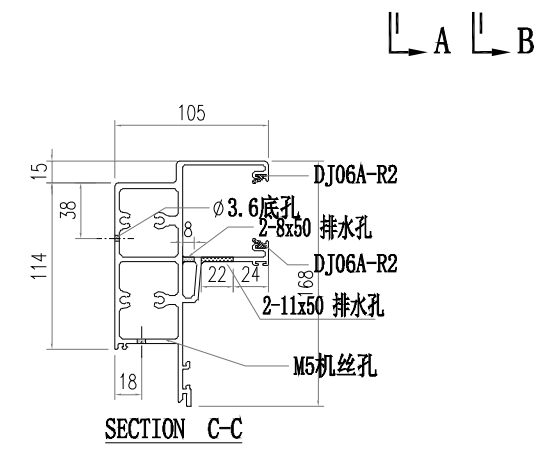 A B
105
15
DJ06A-R2
38
ø3.6底孔
8
2-8x50 排水孔
114
DJ06A-R2
22 24
168
2-11x50 排水孔
M5机丝孔
18
SECTION C-C